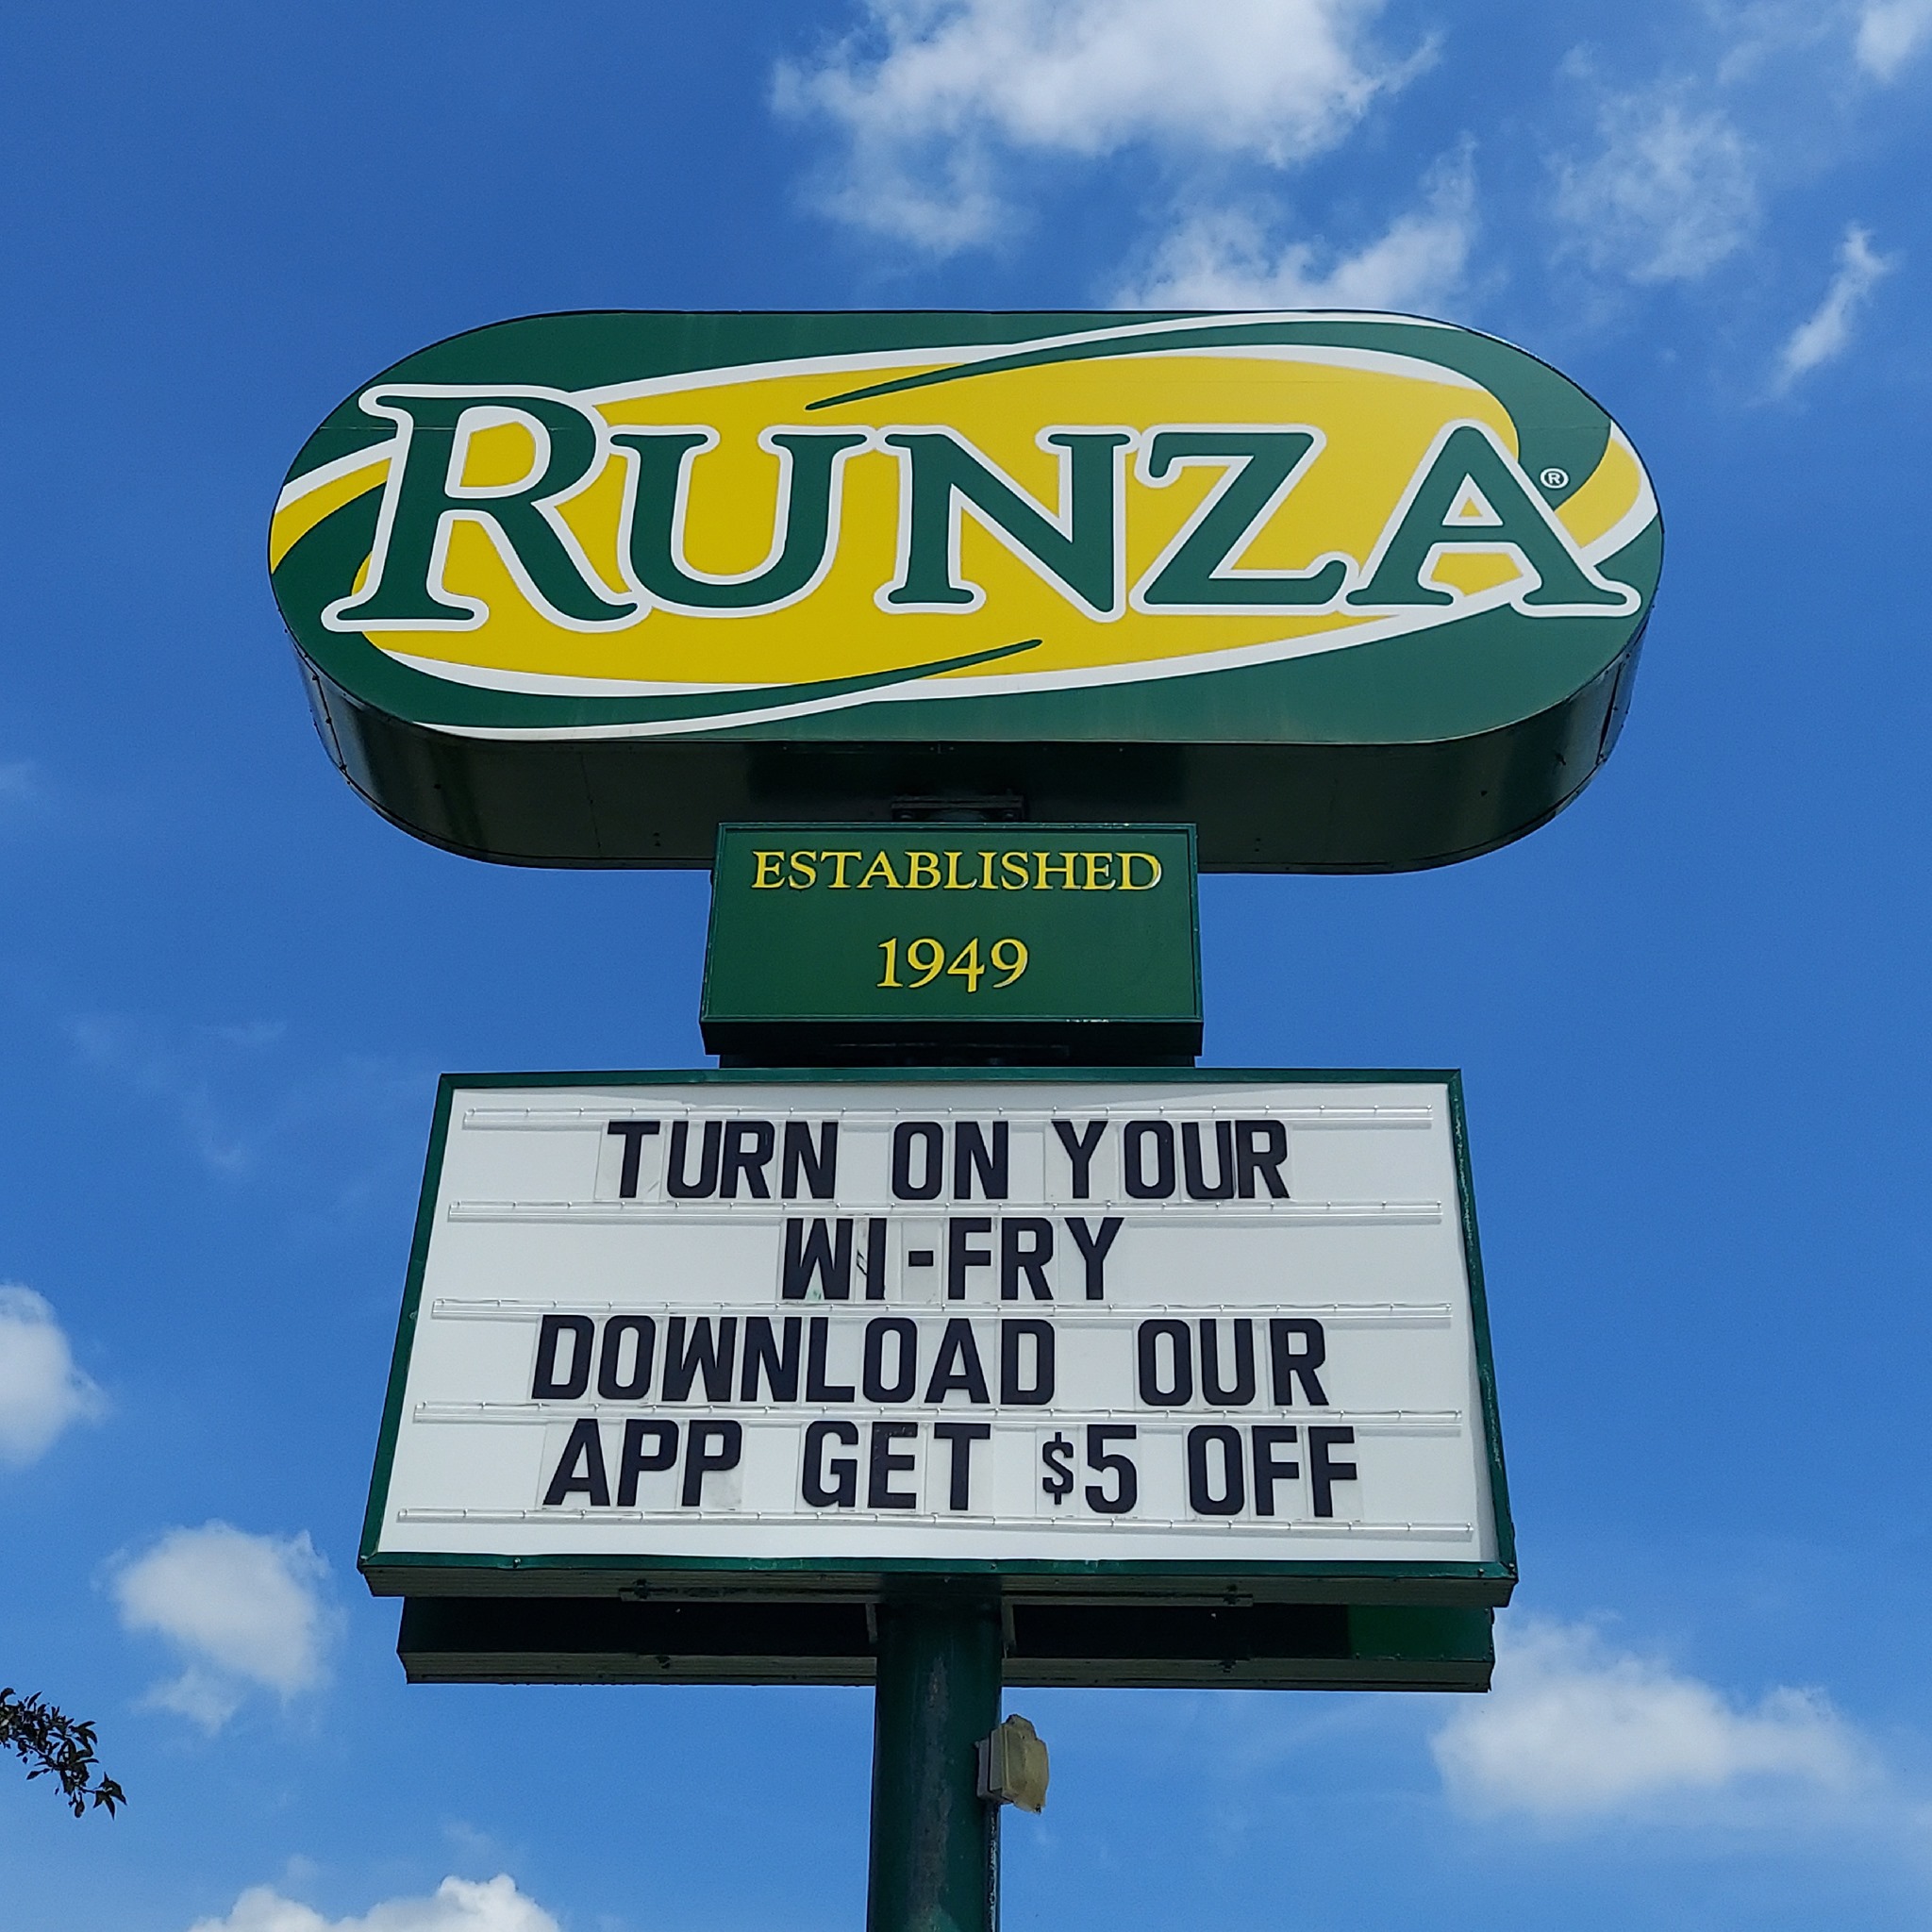 RUNZA®
ESTABLISHED
1949
TURN ON YOUR
WI-FRY
DOWNLOAD OUR
APP GET $5 OFF